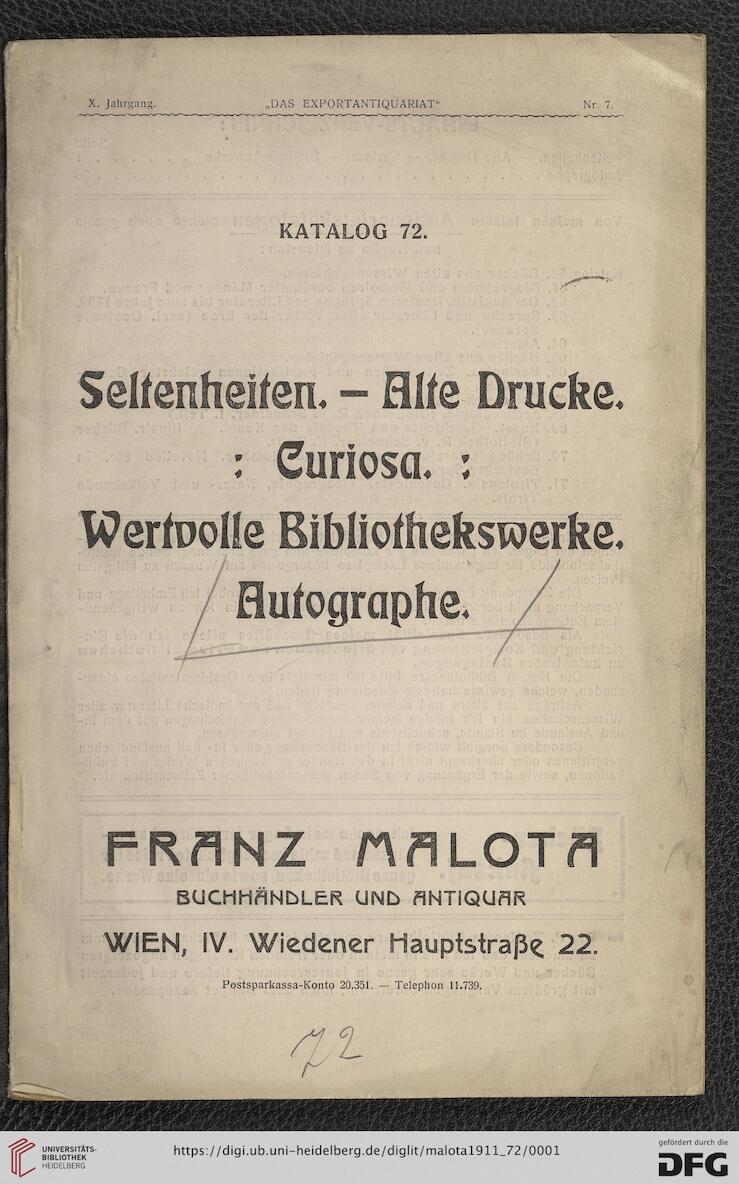 X. Jahrgang. „DAS EXPORTANTIQUARIAT“ Nr. 7.
KATALOG 72.
Seltenheiten. — Alte Drucke.
: Curiosa. :
Wertvolle Bibliothekswerke.
Autographe.
FRANZ MALOTA
BUCHHÄNDLER UND ANTIQUAR
WIEN, IV. Wiedener Hauptstraße 22.
Postsparkassa-Konto 20.351. — Telephon 11.739.
72
UNIVERSITÄTS-
BIBLIOTHEK
HEIDELBERG
https://digi.ub.uni-heidelberg.de/diglit/malota1911_72/0001
gefördert durch die
DFG